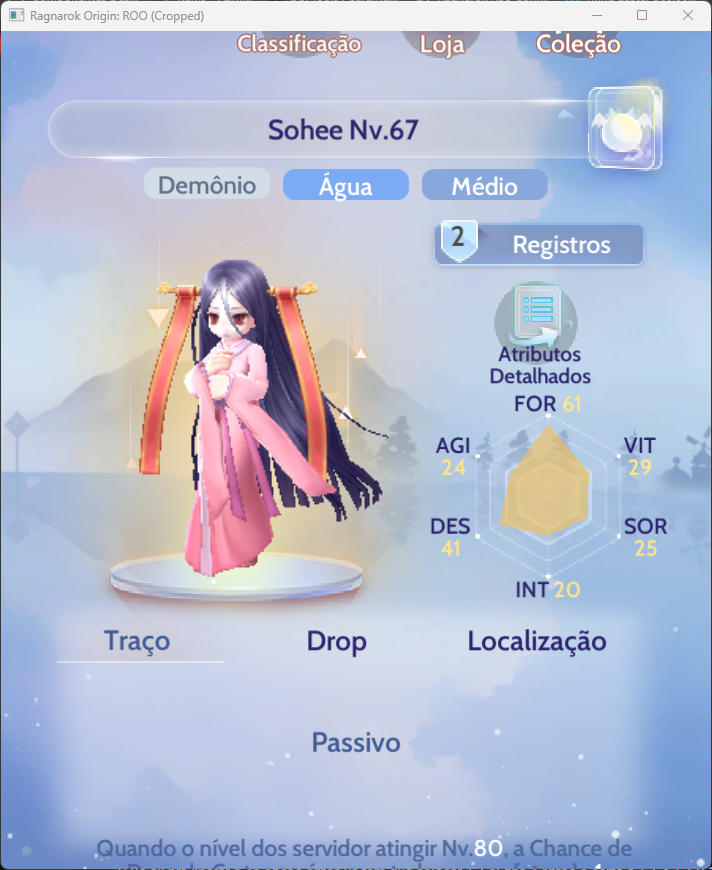 Ragnarok Origin: ROO (Cropped)
Classificação Loja Coleção
Sohee Nv.67
Demônio Água Médio
2 Registros
Atributos
Detalhados
FOR 61
AGI VIT
24 29
DES SOR
41 25
INT 20
Traço Drop Localização
Passivo
Quando o nível dos servidor atingir Nv.80, a Chance de